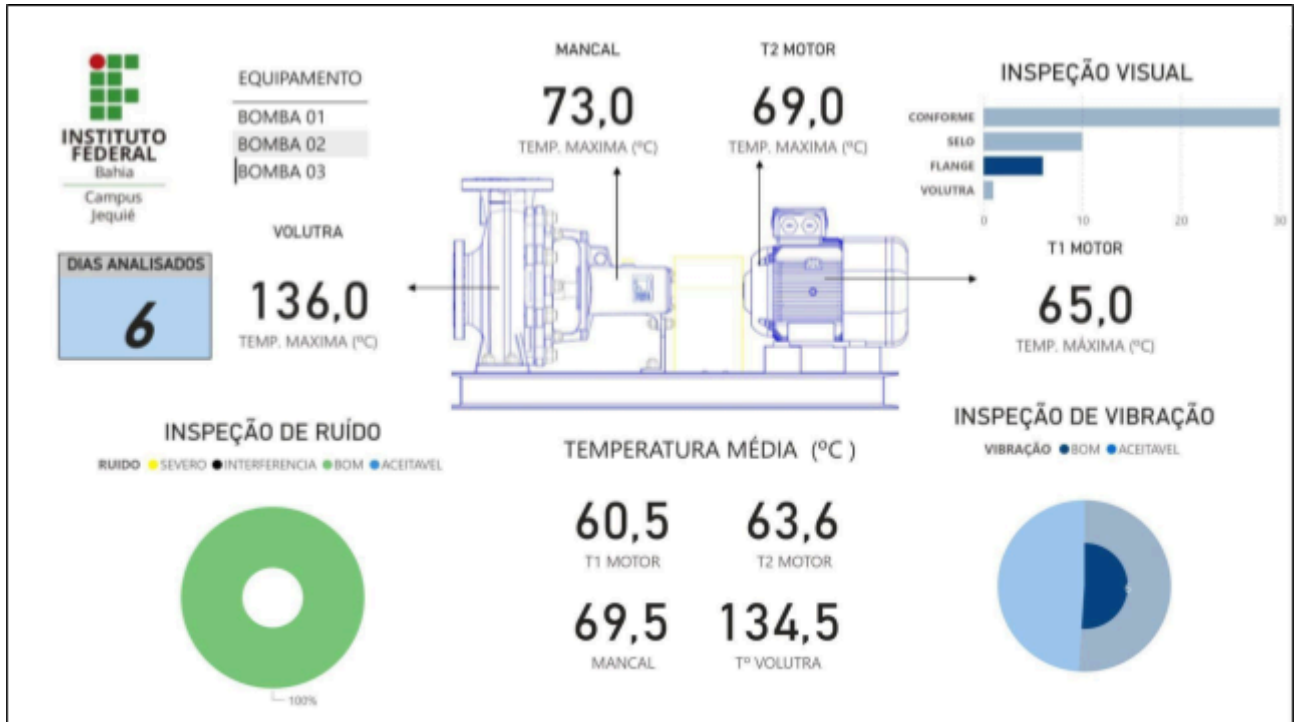 INSTITUTO
FEDERAL
Bahia
Campus
Jequié
EQUIPAMENTO
BOMBA 01
BOMBA 02
BOMBA 03
MANCAL
73,0
TEMP. MAXIMA (ºC)
T2 MOTOR
69,0
TEMP. MAXIMA (ºC)
INSPEÇÃO VISUAL
CONFORME
SELO
FLANGE
VOLUTRA
0 10 20 30
DIAS ANALISADOS
6
VOLUTRA
136,0
TEMP. MAXIMA (ºC)
T1 MOTOR
65,0
TEMP. MÁXIMA (ºC)
INSPEÇÃO DE RUÍDO
RUIDO SEVERO INTERFERENCIA BOM ACEITAVEL
100%
TEMPERATURA MÉDIA (ºC )
60,5
T1 MOTOR
63,6
T2 MOTOR
69,5
MANCAL
134,5
Tº VOLUTRA
INSPEÇÃO DE VIBRAÇÃO
VIBRAÇÃO BOM ACEITAVEL